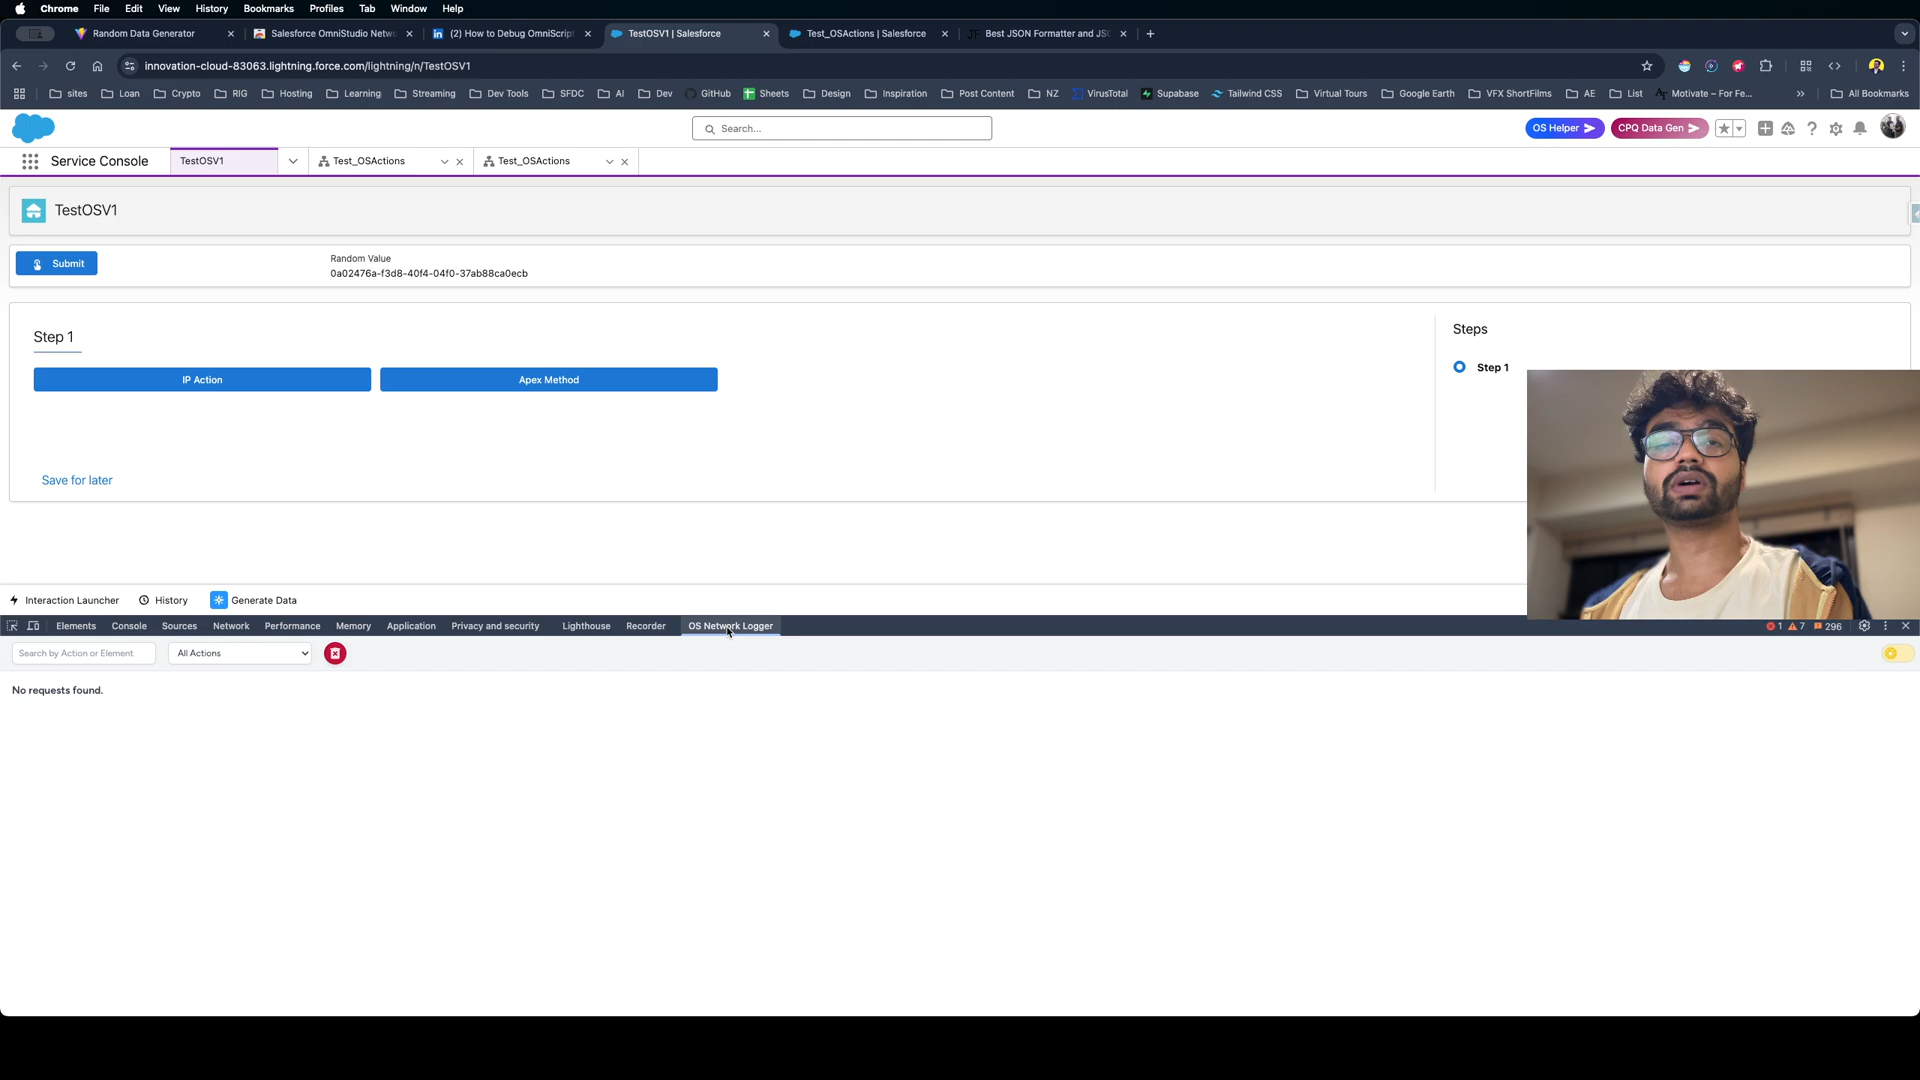 Chrome File Edit View History Bookmarks Profiles Tab Window Help
Random Data Generator
Salesforce OmniStudio Netw
(2) How to Debug OmniScript
TestOSV1 | Salesforce
Test_OSActions | Salesforce
Best JSON Formatter and JS
innovation-cloud-83063.lightning.force.com/lightning/n/TestOSV1
sites Loan Crypto RIG Hosting Learning Streaming Dev Tools SFDC AI Dev GitHub Sheets Design Inspiration Post Content NZ VirusTotal Supabase Tailwind CSS Virtual Tours Google Earth VFX ShortFilms AE List Motivate – For Fe... All Bookmarks
Search...
OS Helper
CPQ Data Gen
Service Console
TestOSV1
Test_OSActions
Test_OSActions
TestOSV1
Submit
Random Value
0a02476a-f3d8-40f4-04f0-37ab88ca0ecb
Step 1
Steps
Step 1
IP Action
Apex Method
Save for later
Interaction Launcher History Generate Data
Elements Console Sources Network Performance Memory Application Privacy and security Lighthouse Recorder OS Network Logger 1 7 296
Search by Action or Element
All Actions
No requests found.